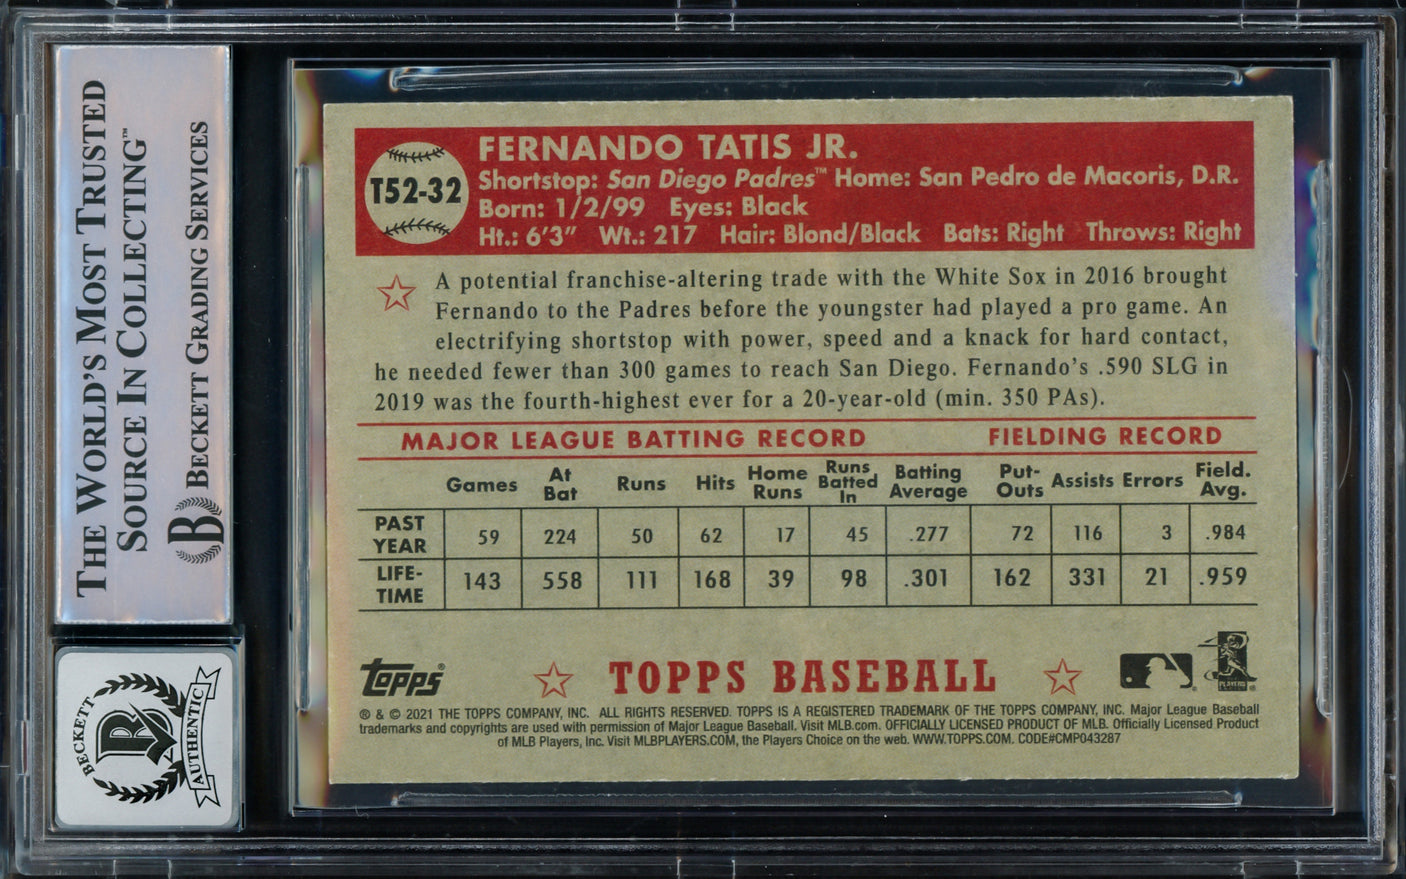 THE WORLD'S MOST TRUSTED
SOURCE IN COLLECTING™
BECKETT GRADING SERVICES
B
BECKETT
B
AUTHENTIC
T52-32
FERNANDO TATIS JR.
Shortstop: San Diego Padres™ Home: San Pedro de Macoris, D.R.
Born: 1/2/99 Eyes: Black
Ht.: 6'3" Wt.: 217 Hair: Blond/Black Bats: Right Throws: Right
A potential franchise-altering trade with the White Sox in 2016 brought
Fernando to the Padres before the youngster had played a pro game. An
electrifying shortstop with power, speed and a knack for hard contact,
he needed fewer than 300 games to reach San Diego. Fernando's .590 SLG in
2019 was the fourth-highest ever for a 20-year-old (min. 350 PAs).
MAJOR LEAGUE BATTING RECORD FIELDING RECORD
Games At Bat Runs Hits Home Runs Runs Batted In Batting Average Put-Outs Assists Errors Field. Avg.
PAST YEAR 59 224 50 62 17 45 .277 72 116 3 .984
LIFE-TIME 143 558 111 168 39 98 .301 162 331 21 .959
topps® TOPPS BASEBALL
PLAYERS
® & © 2021 THE TOPPS COMPANY, INC. ALL RIGHTS RESERVED. TOPPS IS A REGISTERED TRADEMARK OF THE TOPPS COMPANY, INC. Major League Baseball
trademarks and copyrights are used with permission of Major League Baseball. Visit MLB.com. OFFICIALLY LICENSED PRODUCT OF MLB. Officially Licensed Product
of MLB Players, Inc. Visit MLBPLAYERS.COM, the Players Choice on the web. WWW.TOPPS.COM. CODE#CMP043287